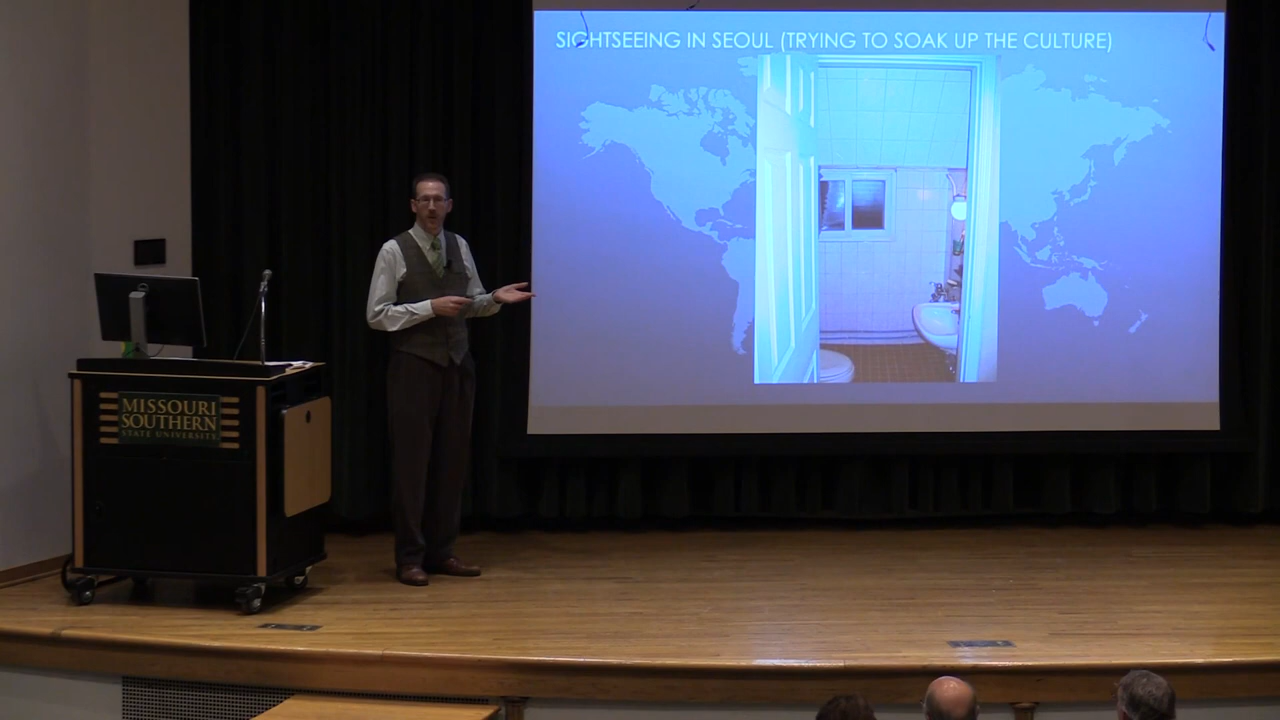 SIGHTSEEING IN SEOUL (TRYING TO SOAK UP THE CULTURE)
MISSOURI
SOUTHERN
STATE UNIVERSITY